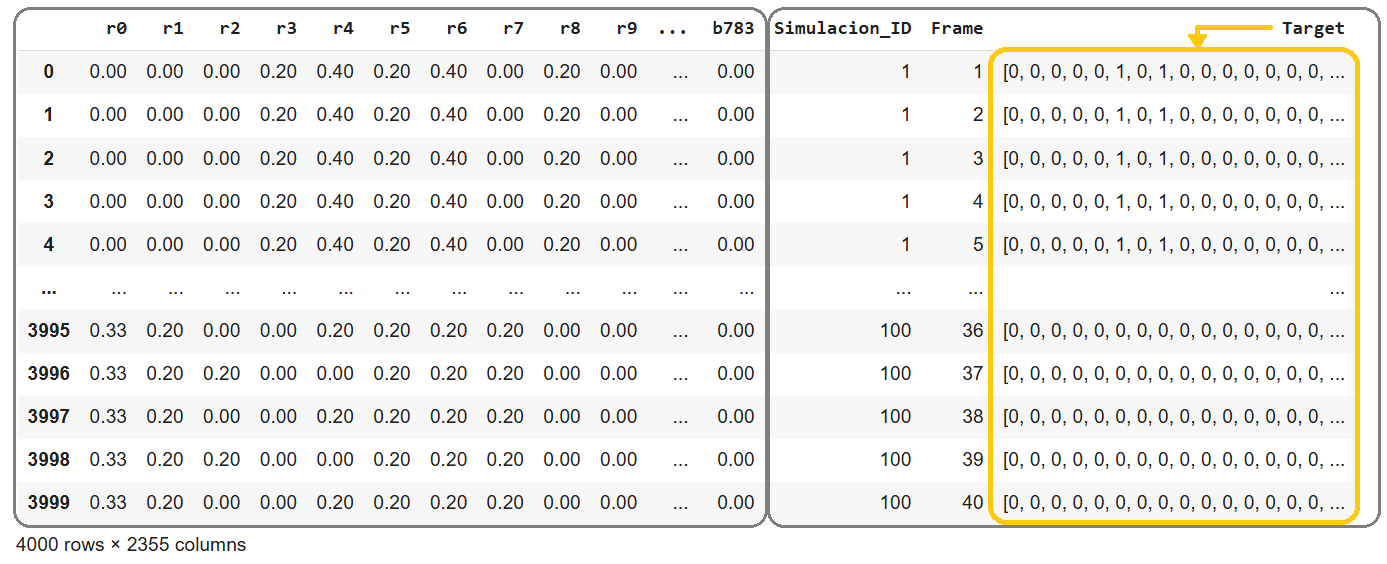 r0 r1 r2 r3 r4 r5 r6 r7 r8 r9 ... b783 Simulacion_ID Frame Target
0 0.00 0.00 0.00 0.20 0.40 0.20 0.40 0.00 0.20 0.00 ... 0.00 1 1 [0, 0, 0, 0, 0, 1, 0, 1, 0, 0, 0, 0, 0, 0, 0, ...
1 0.00 0.00 0.00 0.20 0.40 0.20 0.40 0.00 0.20 0.00 ... 0.00 1 2 [0, 0, 0, 0, 0, 1, 0, 1, 0, 0, 0, 0, 0, 0, 0, ...
2 0.00 0.00 0.00 0.20 0.40 0.20 0.40 0.00 0.20 0.00 ... 0.00 1 3 [0, 0, 0, 0, 0, 1, 0, 1, 0, 0, 0, 0, 0, 0, 0, ...
3 0.00 0.00 0.00 0.20 0.40 0.20 0.40 0.00 0.20 0.00 ... 0.00 1 4 [0, 0, 0, 0, 0, 1, 0, 1, 0, 0, 0, 0, 0, 0, 0, ...
4 0.00 0.00 0.00 0.20 0.40 0.20 0.40 0.00 0.20 0.00 ... 0.00 1 5 [0, 0, 0, 0, 0, 1, 0, 1, 0, 0, 0, 0, 0, 0, 0, ...
... ... ... ... ... ... ... ... ... ... ... ... ... ... ... ...
3995 0.33 0.20 0.00 0.00 0.20 0.20 0.20 0.20 0.00 0.00 ... 0.00 100 36 [0, 0, 0, 0, 0, 0, 0, 0, 0, 0, 0, 0, 0, 0, 0, ...
3996 0.33 0.20 0.20 0.00 0.00 0.20 0.20 0.20 0.00 0.00 ... 0.00 100 37 [0, 0, 0, 0, 0, 0, 0, 0, 0, 0, 0, 0, 0, 0, 0, ...
3997 0.33 0.20 0.20 0.00 0.20 0.20 0.20 0.20 0.00 0.00 ... 0.00 100 38 [0, 0, 0, 0, 0, 0, 0, 0, 0, 0, 0, 0, 0, 0, 0, ...
3998 0.33 0.20 0.20 0.00 0.00 0.20 0.20 0.20 0.00 0.00 ... 0.00 100 39 [0, 0, 0, 0, 0, 0, 0, 0, 0, 0, 0, 0, 0, 0, 0, ...
3999 0.33 0.20 0.00 0.00 0.20 0.20 0.20 0.20 0.00 0.00 ... 0.00 100 40 [0, 0, 0, 0, 0, 0, 0, 0, 0, 0, 0, 0, 0, 0, 0, ...
4000 rows × 2355 columns